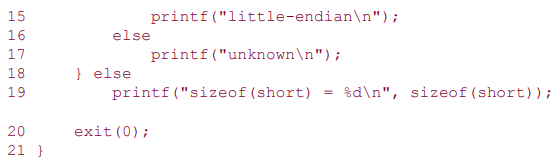 15             printf("little-endian\n");
16         else
17             printf("unknown\n");
18     } else
19         printf("sizeof(short) = %d\n", sizeof(short));
20     exit(0);
21 }